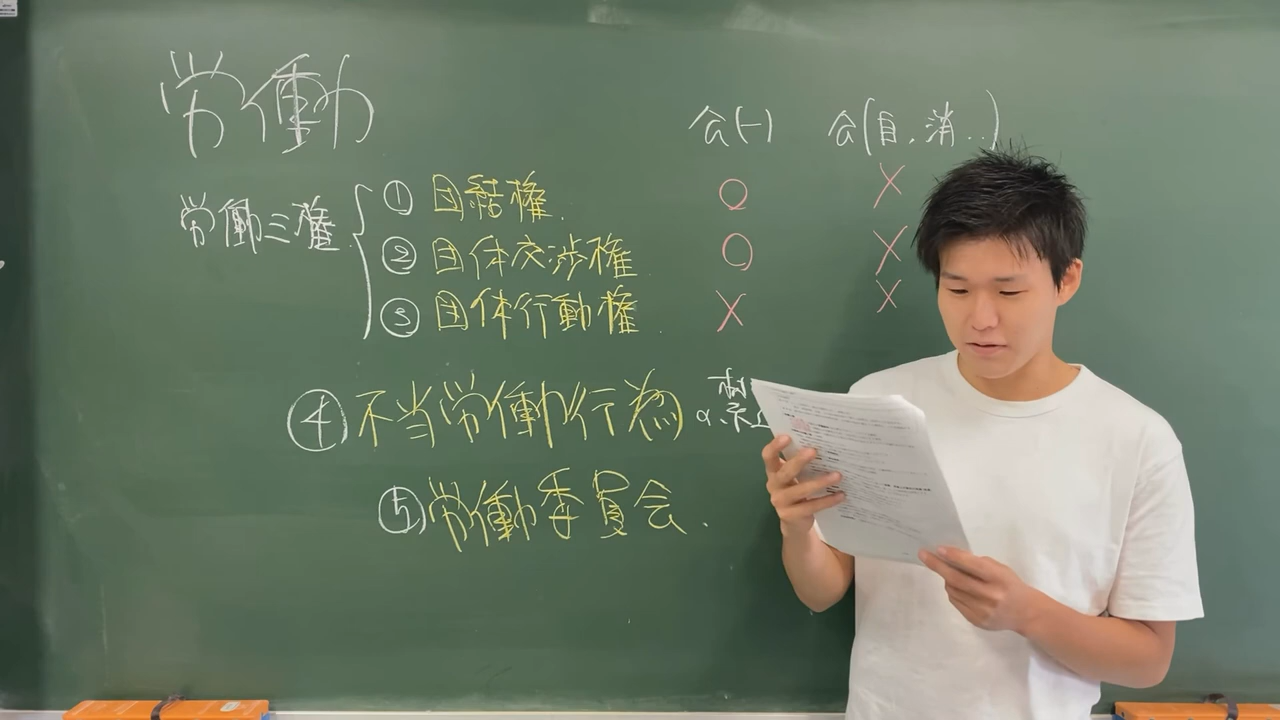 労働
公(一) 公(自,消..)
労働三権 ① 団結権. ○ ×
② 団体交渉権. ○ ×
③ 団体行動権. × ×
④ 不当労働行為 の禁
⑤ 労働委員会.